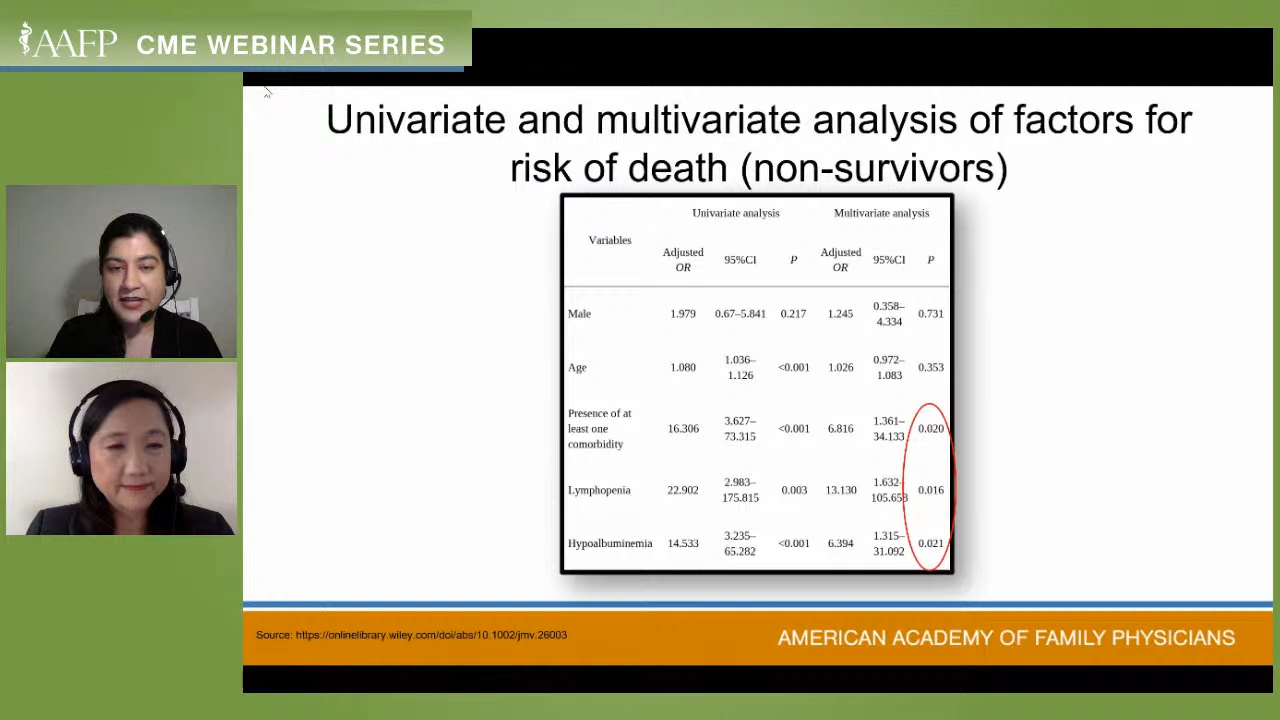 AAFP CME WEBINAR SERIES
Univariate and multivariate analysis of factors for
risk of death (non-survivors)
Univariate analysis Multivariate analysis
Variables
Adjusted OR 95%CI P Adjusted OR 95%CI P
Male 1.979 0.67–5.841 0.217 1.245 0.358–4.334 0.731
Age 1.080 1.036–1.126 <0.001 1.026 0.972–1.083 0.353
Presence of at least one comorbidity 16.306 3.627–73.315 <0.001 6.816 1.361–34.133 0.020
Lymphopenia 22.902 2.983–175.815 0.003 13.130 1.632–105.658 0.016
Hypoalbuminemia 14.533 3.235–65.282 <0.001 6.394 1.315–31.092 0.021
Source: https://onlinelibrary.wiley.com/doi/abs/10.1002/jmv.26003
AMERICAN ACADEMY OF FAMILY PHYSICIANS